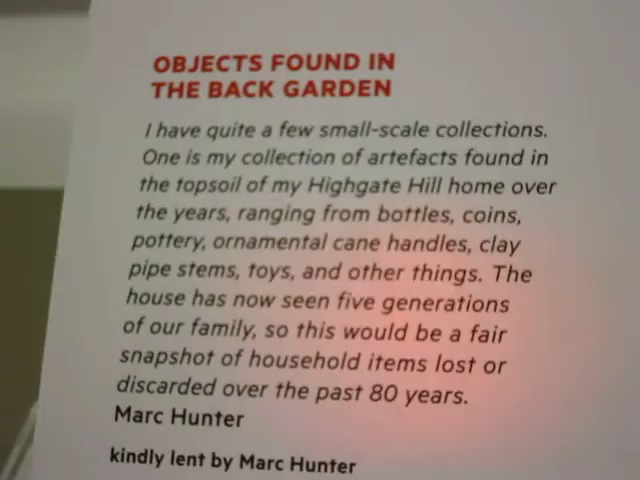 OBJECTS FOUND IN
THE BACK GARDEN
I have quite a few small-scale collections.
One is my collection of artefacts found in
the topsoil of my Highgate Hill home over
the years, ranging from bottles, coins,
pottery, ornamental cane handles, clay
pipe stems, toys, and other things. The
house has now seen five generations
of our family, so this would be a fair
snapshot of household items lost or
discarded over the past 80 years.
Marc Hunter
kindly lent by Marc Hunter